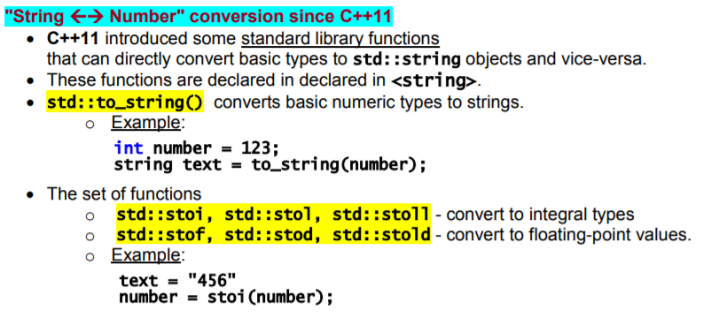 "String <--> Number" conversion since C++11
• C++11 introduced some standard library functions
that can directly convert basic types to std::string objects and vice-versa.
• These functions are declared in declared in <string>.
• std::to_string() converts basic numeric types to strings.
o Example:
int number = 123;
string text = to_string(number);
• The set of functions
o std::stoi, std::stol, std::stoll - convert to integral types
o std::stof, std::stod, std::stold - convert to floating-point values.
o Example:
text = "456"
number = stoi(number);